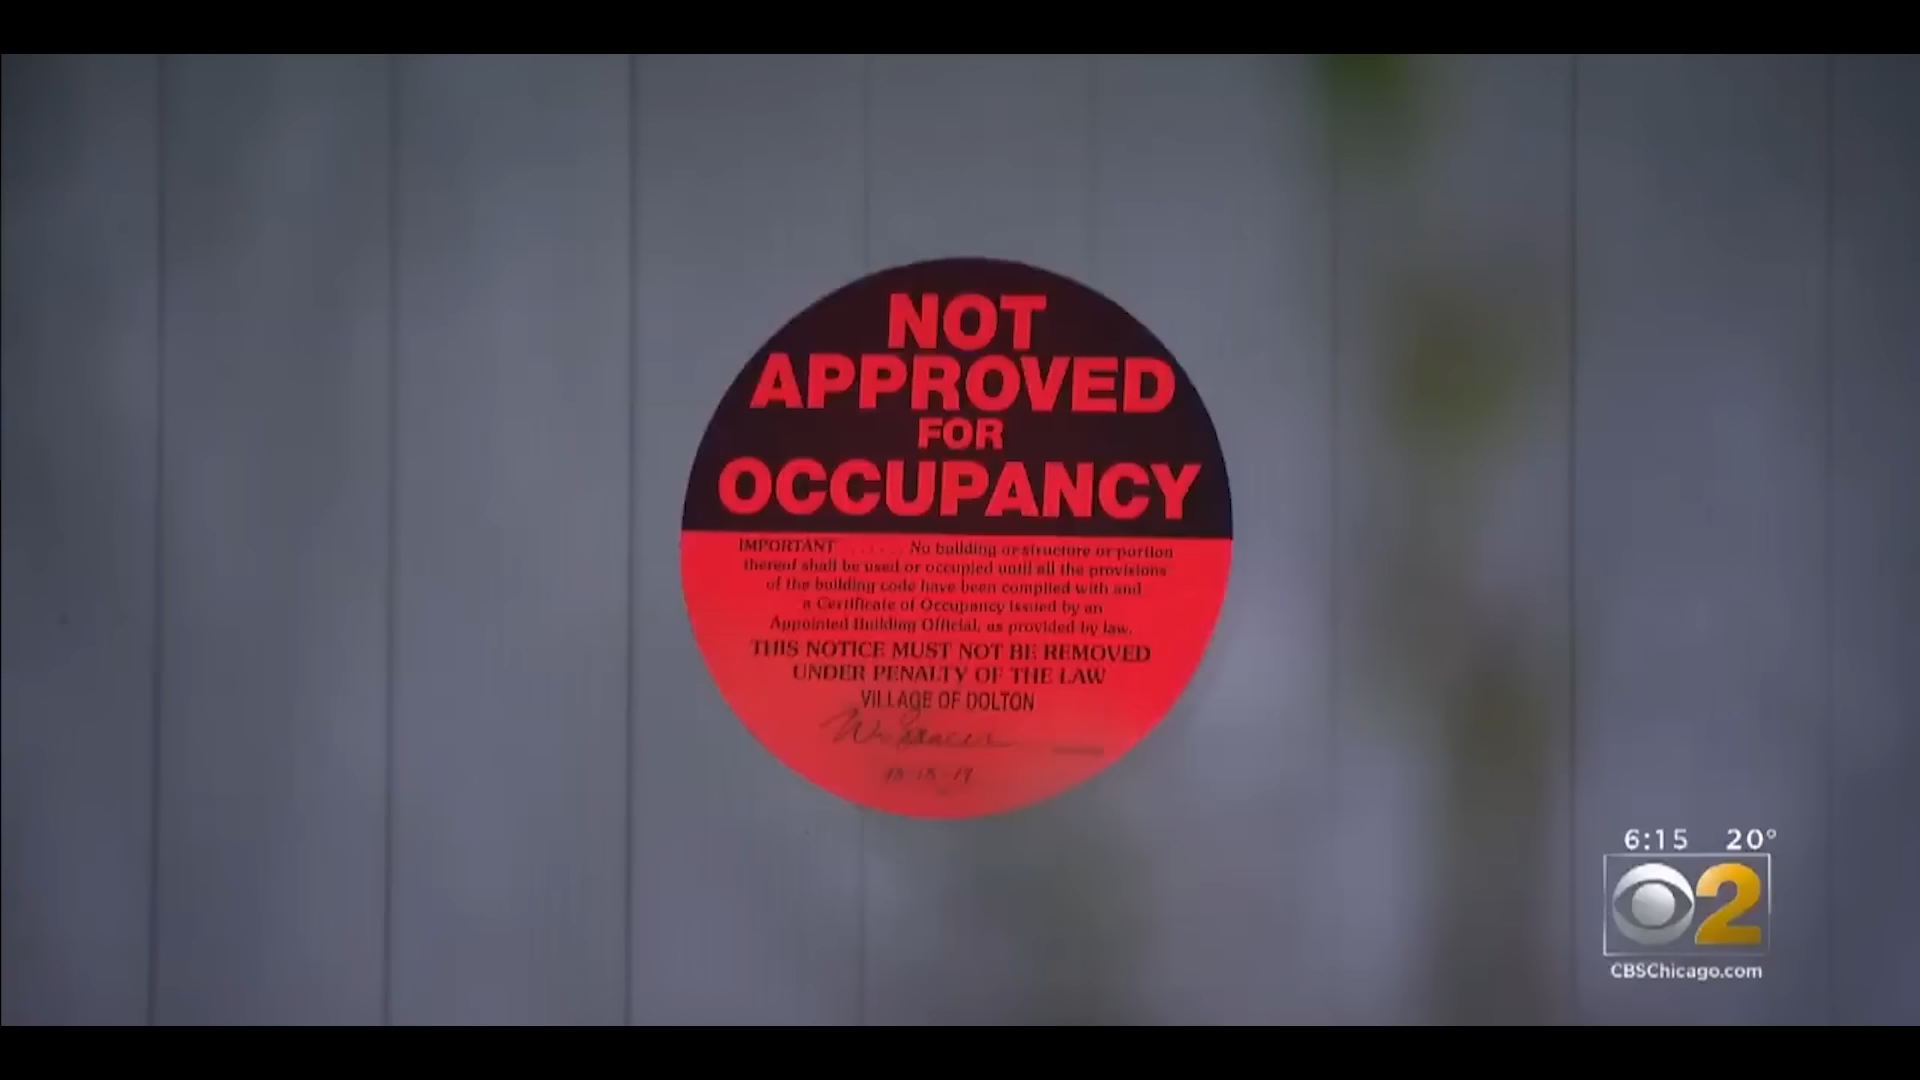 NOT
APPROVED
FOR
OCCUPANCY
IMPORTANT ....... No building or structure or portion
thereof shall be used or occupied until all the provisions
of the building code have been complied with and
a Certificate of Occupancy issued by an
Appointed Building Official, as provided by law.
THIS NOTICE MUST NOT BE REMOVED
UNDER PENALTY OF THE LAW
VILLAGE OF DOLTON
6:15 20°
2
CBSChicago.com